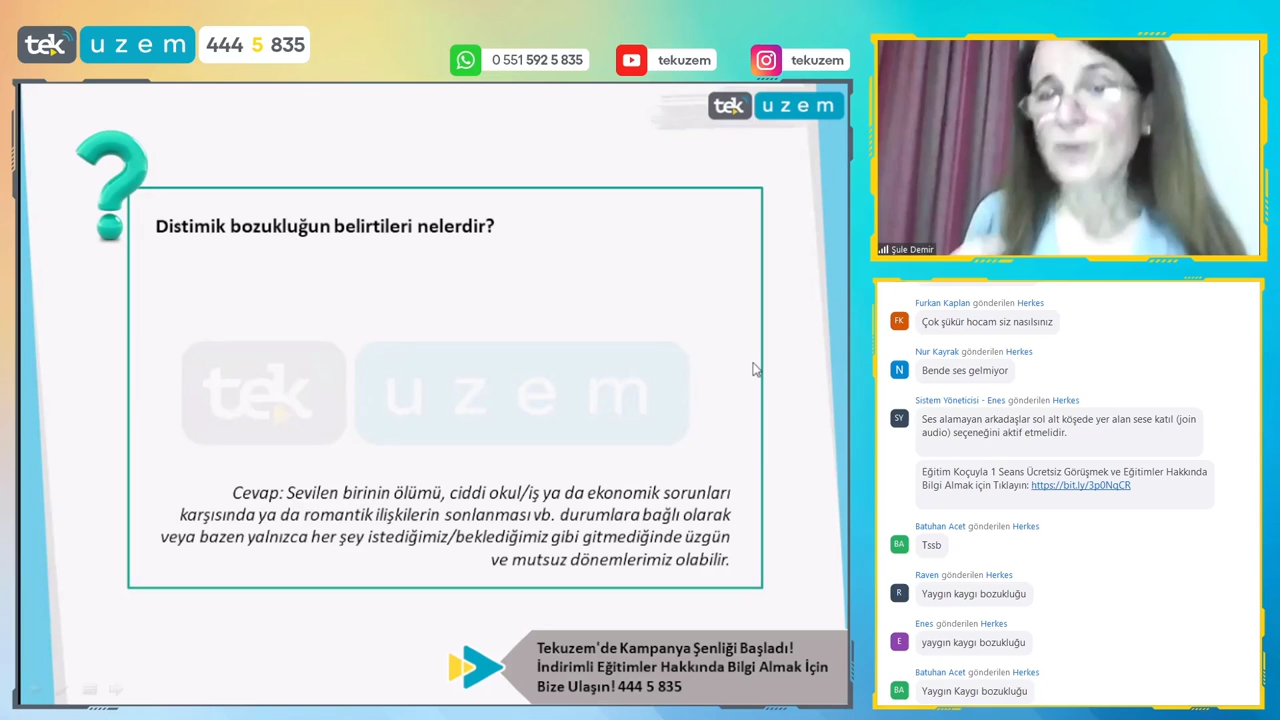 tek uzem 444 5 835
0 551 592 5 835
tekuzem
tekuzem
tek uzem
Distimik bozukluğun belirtileri nelerdir?
tek uzem
Cevap: Sevilen birinin ölümü, ciddi okul/iş ya da ekonomik sorunları
karşısında ya da romantik ilişkilerin sonlanması vb. durumlara bağlı olarak
veya bazen yalnızca her şey istediğimiz/beklediğimiz gibi gitmediğinde üzgün
ve mutsuz dönemlerimiz olabilir.
Tekuzem'de Kampanya Şenliği Başladı!
İndirimli Eğitimler Hakkında Bilgi Almak İçin
Bize Ulaşın! 444 5 835
Şule Demir
Furkan Kaplan gönderilen Herkes
FK Çok şükür hocam siz nasılsınız
Nur Kayrak gönderilen Herkes
N Bende ses gelmiyor
Sistem Yöneticisi - Enes gönderilen Herkes
SY Ses alamayan arkadaşlar sol alt köşede yer alan sese katıl (join
audio) seçeneğini aktif etmelidir.
Eğitim Koçuyla 1 Seans Ücretsiz Görüşmek ve Eğitimler Hakkında
Bilgi Almak için Tıklayın: https://bit.ly/3p0NqCR
Batuhan Acet gönderilen Herkes
BA Tssb
Raven gönderilen Herkes
R Yaygın kaygı bozukluğu
Enes gönderilen Herkes
E yaygın kaygı bozukluğu
Batuhan Acet gönderilen Herkes
BA Yaygın Kaygı bozukluğu